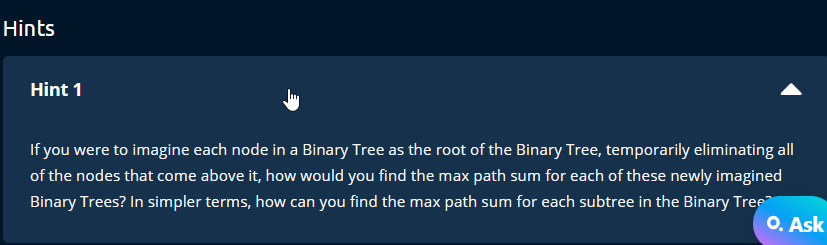 Hints
Hint 1
If you were to imagine each node in a Binary Tree as the root of the Binary Tree, temporarily eliminating all
of the nodes that come above it, how would you find the max path sum for each of these newly imagined
Binary Trees? In simpler terms, how can you find the max path sum for each subtree in the Binary Tree?
Ask